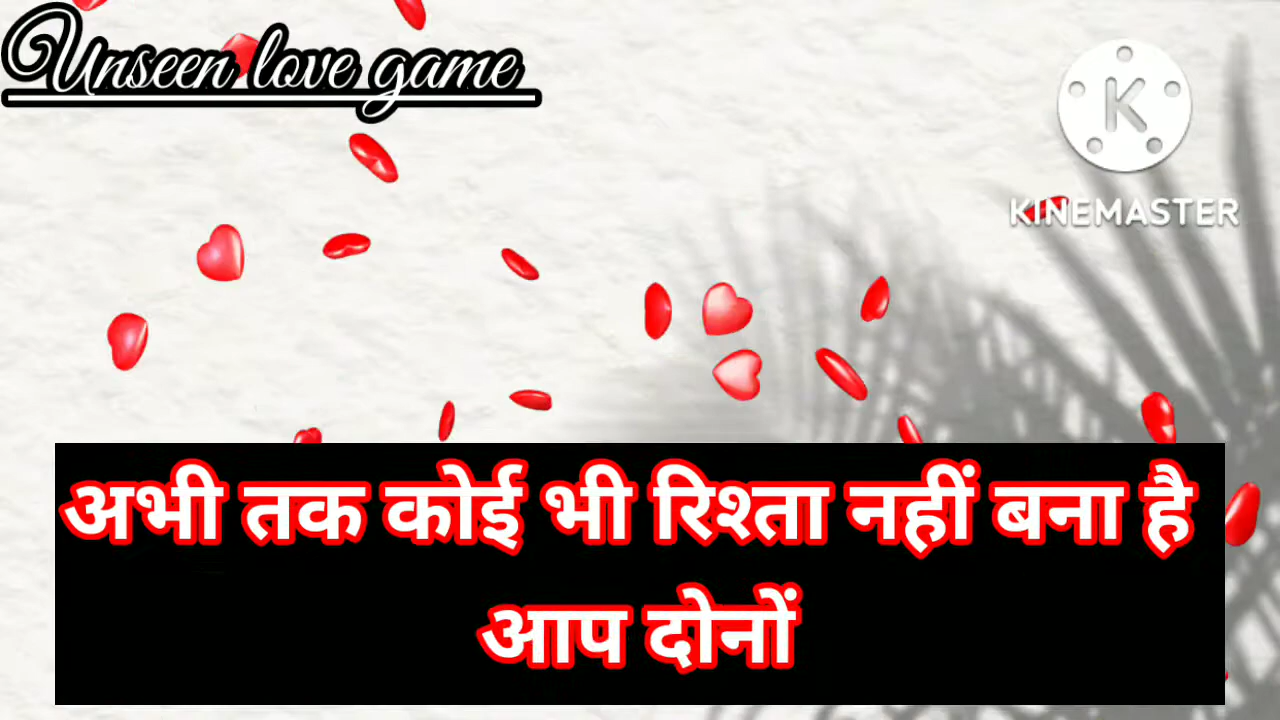 Unseen love game
KINEMASTER
अभी तक कोई भी रिश्ता नहीं बना है
आप दोनों